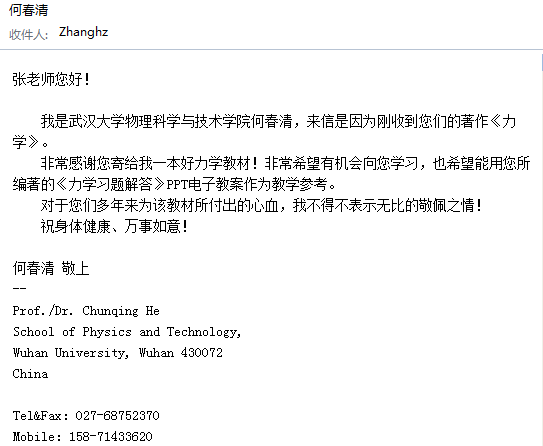 何春清
收件人: Zhanghz
张老师您好！
我是武汉大学物理科学与技术学院何春清，来信是因为刚收到您们的著作《力
学》。
非常感谢您寄给我一本好力学教材！非常希望有机会向您学习，也希望能用您所
编著的《力学习题解答》PPT电子教案作为教学参考。
对于您们多年来为该教材所付出的心血，我不得不表示无比的敬佩之情！
祝身体健康、万事如意！
何春清 敬上
--
Prof./Dr. Chunqing He
School of Physics and Technology,
Wuhan University, Wuhan 430072
China
Tel&Fax: 027-68752370
Mobile: 158-71433620